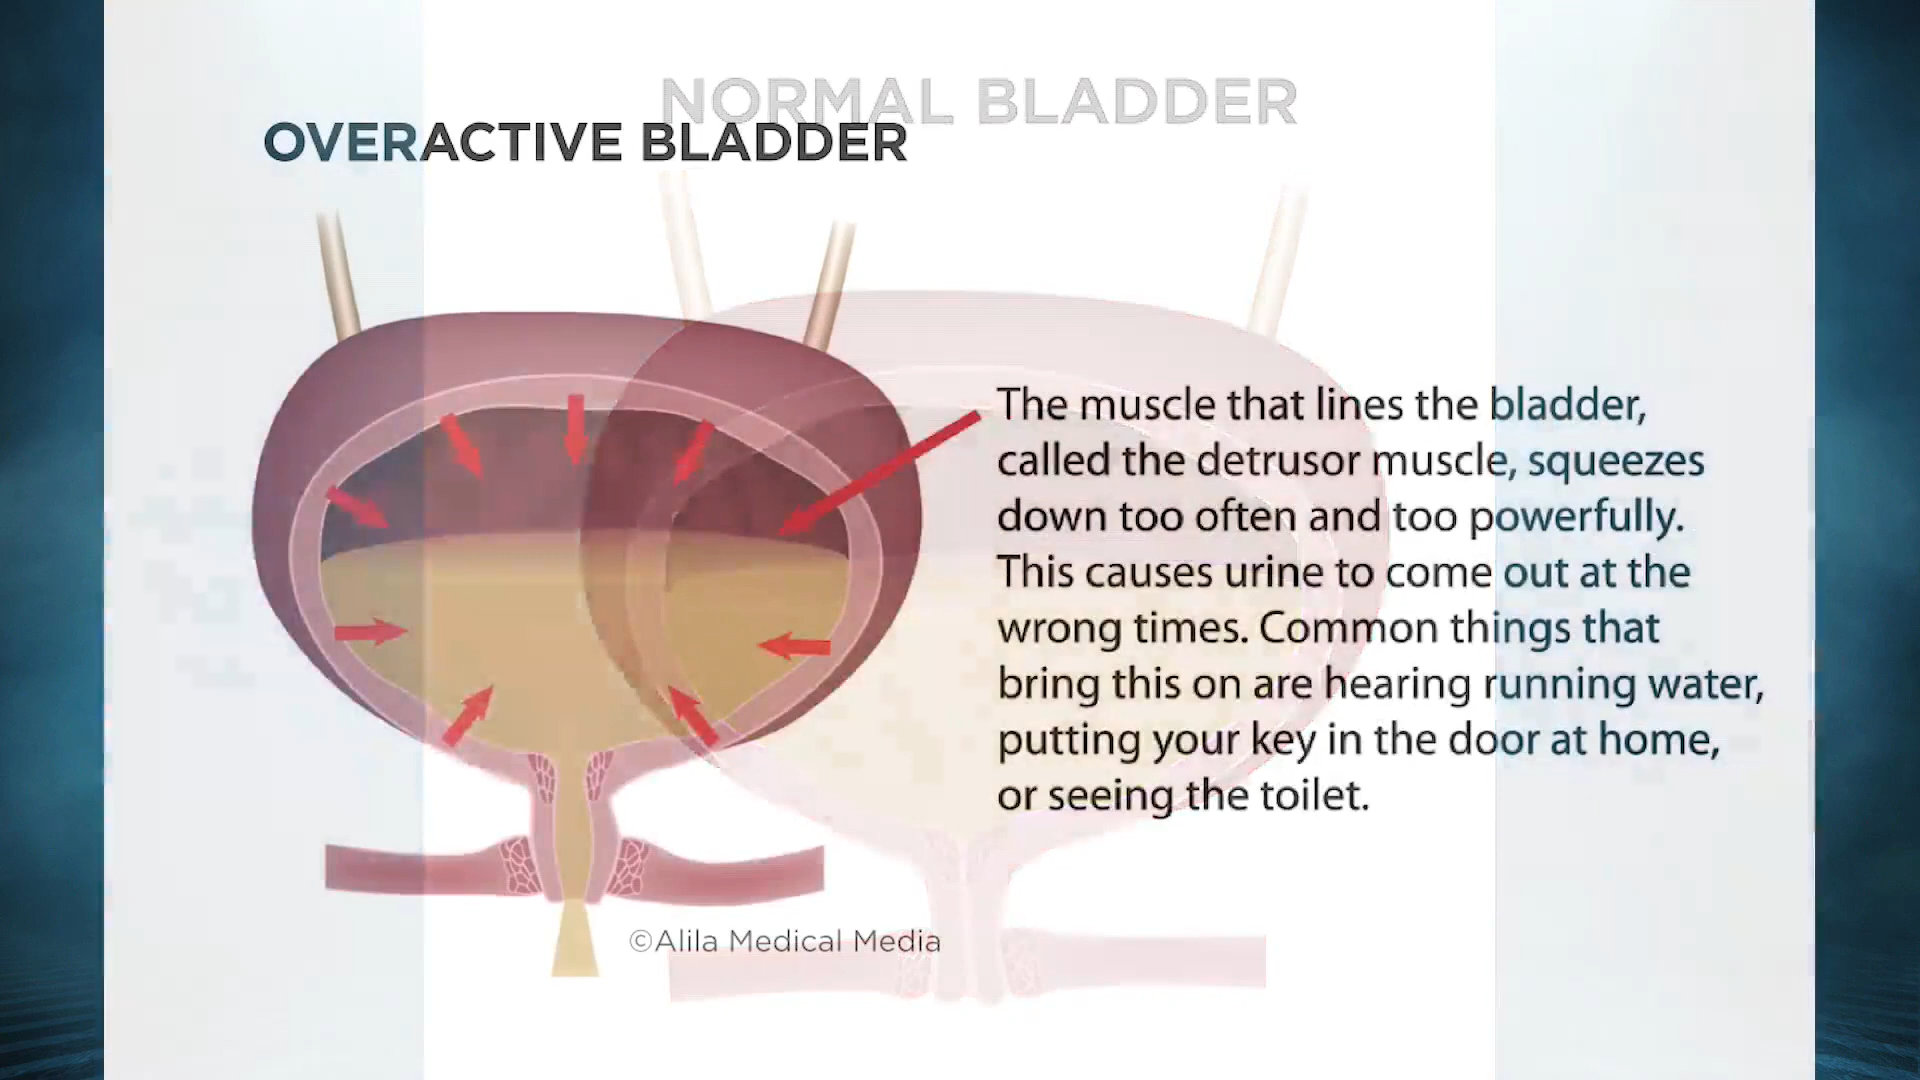 NORMAL BLADDER
OVERACTIVE BLADDER
The muscle that lines the bladder,
called the detrusor muscle, squeezes
down too often and too powerfully.
This causes urine to come out at the
wrong times. Common things that
bring this on are hearing running water,
putting your key in the door at home,
or seeing the toilet.
©Alila Medical Media